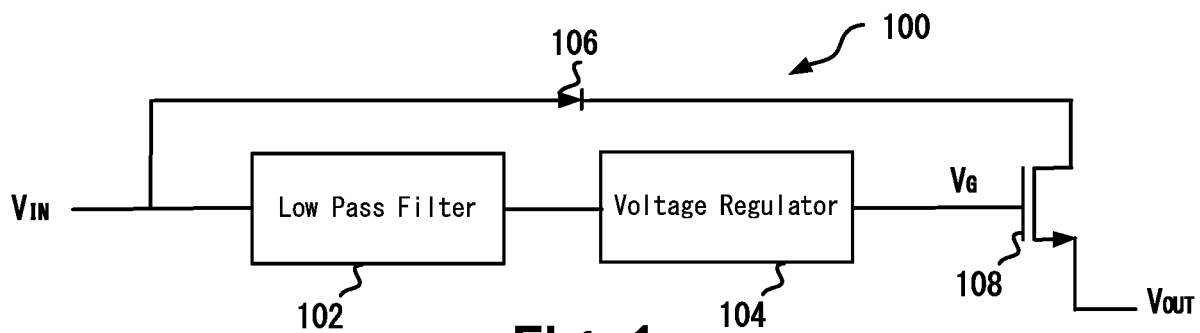 100
106
VIN
Low Pass Filter
Voltage Regulator
VG
102
104
108
VOUT